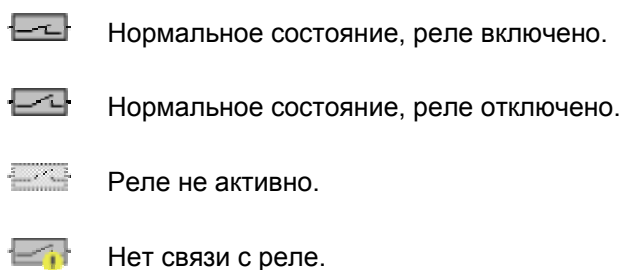 Нормальное состояние, реле включено.
Нормальное состояние, реле отключено.
Реле не активно.
Нет связи с реле.